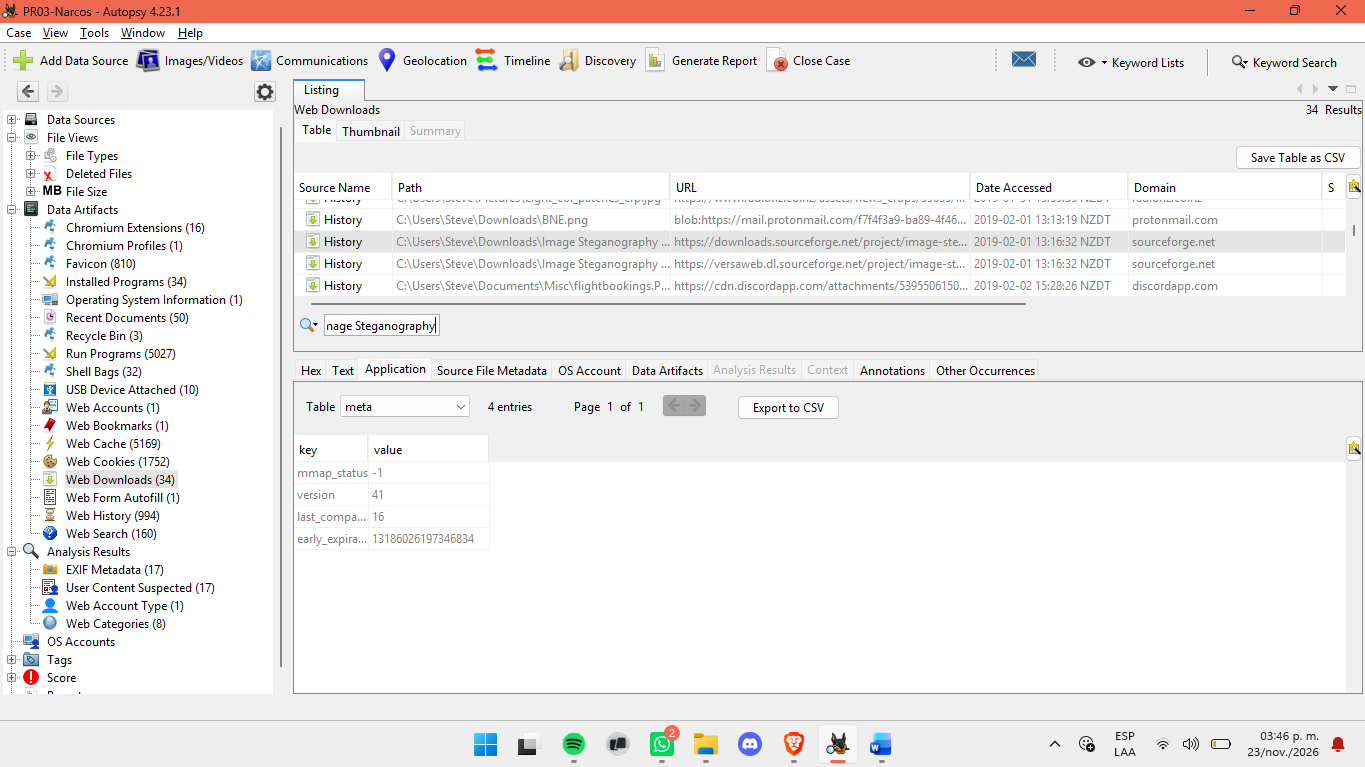 PR03-Narcos - Autopsy 4.23.1
Case View Tools Window Help
Add Data Source Images/Videos Communications Geolocation Timeline Discovery Generate Report Close Case Keyword Lists Keyword Search
Listing
Web Downloads 34 Results
Table Thumbnail Summary
Save Table as CSV
Source Name Path URL Date Accessed Domain S
History C:\Users\Steve\Downloads\BNE.png blob:https://mail.protonmail.com/f7f4f3a9-ba89-4f46... 2019-02-01 13:13:19 NZDT protonmail.com
History C:\Users\Steve\Downloads\Image Steganography ... https://downloads.sourceforge.net/project/image-ste... 2019-02-01 13:16:32 NZDT sourceforge.net
History C:\Users\Steve\Downloads\Image Steganography ... https://versaweb.dl.sourceforge.net/project/image-st... 2019-02-01 13:16:32 NZDT sourceforge.net
History C:\Users\Steve\Documents\Misc\flightbookings.P... https://cdn.discordapp.com/attachments/5395506150... 2019-02-02 15:28:26 NZDT discordapp.com
nage Steganography
Hex Text Application Source File Metadata OS Account Data Artifacts Analysis Results Context Annotations Other Occurrences
Table meta 4 entries Page 1 of 1 Export to CSV
key value
mmap_status -1
version 41
last_compa... 16
early_expira... 13186026197346834
Data Sources
File Views
File Types
Deleted Files
MB File Size
Data Artifacts
Chromium Extensions (16)
Chromium Profiles (1)
Favicon (810)
Installed Programs (34)
Operating System Information (1)
Recent Documents (50)
Recycle Bin (3)
Run Programs (5027)
Shell Bags (32)
USB Device Attached (10)
Web Accounts (1)
Web Bookmarks (1)
Web Cache (5169)
Web Cookies (1752)
Web Downloads (34)
Web Form Autofill (1)
Web History (994)
Web Search (160)
Analysis Results
EXIF Metadata (17)
User Content Suspected (17)
Web Account Type (1)
Web Categories (8)
OS Accounts
Tags
Score
2
ESP
LAA
03:46 p. m.
23/nov./2026